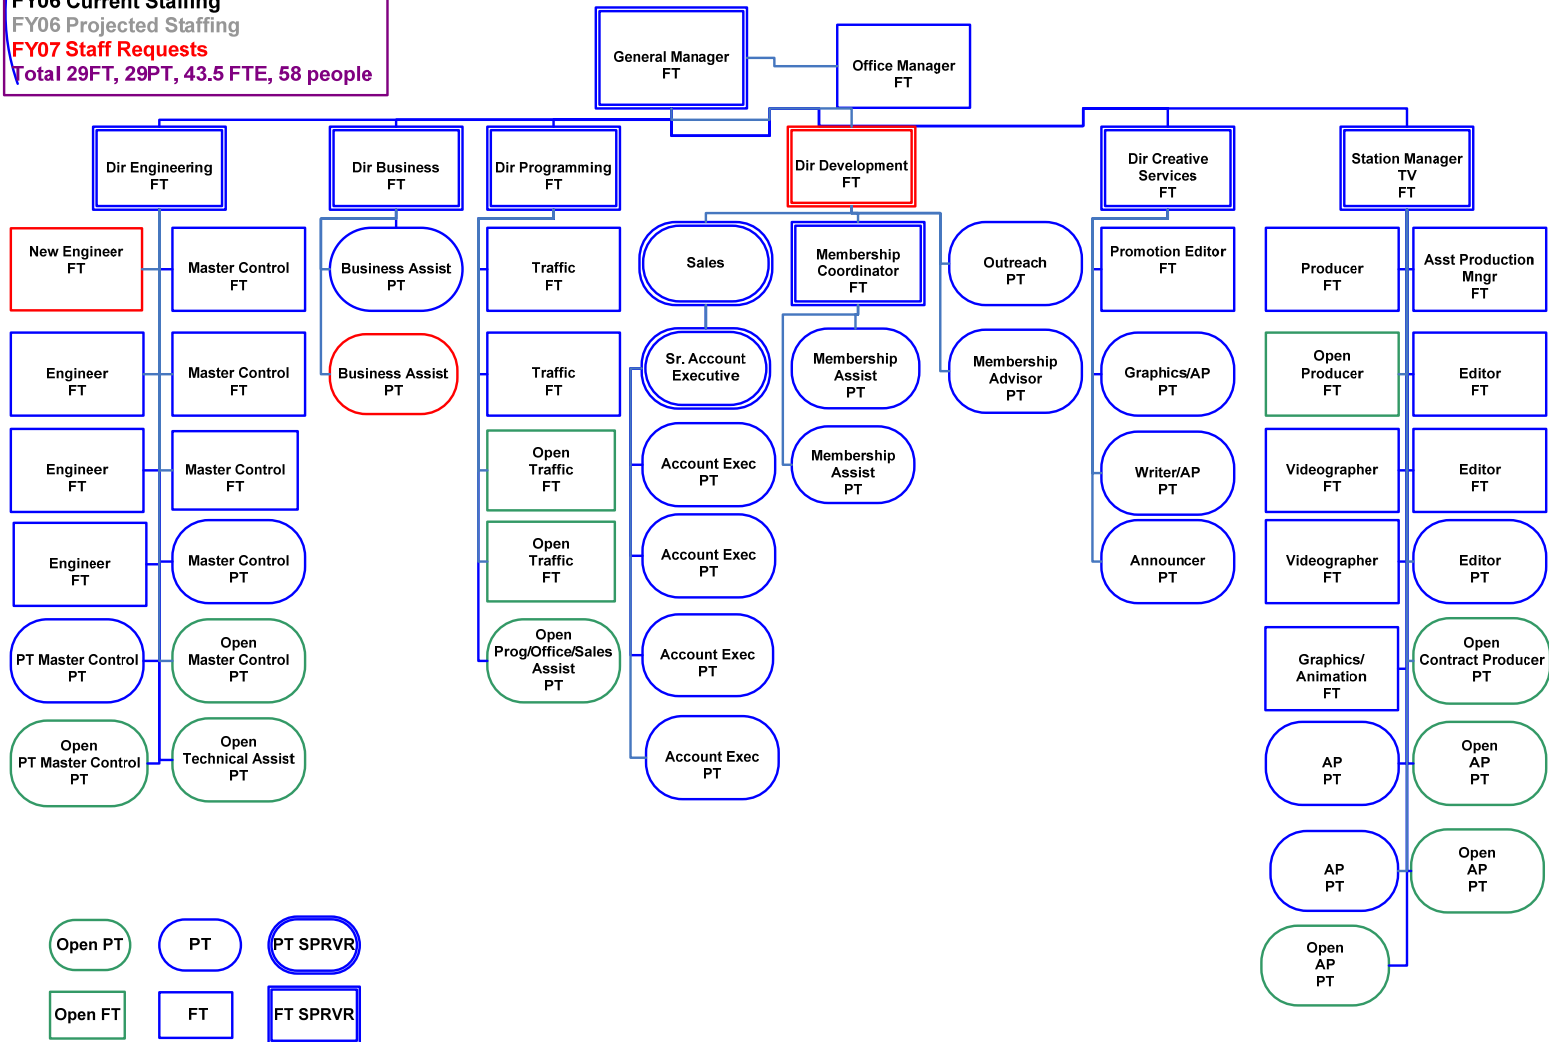 FY06 Current Staffing
FY06 Projected Staffing
FY07 Staff Requests
Total 29FT, 29PT, 43.5 FTE, 58 people
General Manager
FT
Office Manager
FT
Dir Engineering
FT
Dir Business
FT
Dir Programming
FT
Dir Development
FT
Dir Creative
Services
FT
Station Manager
TV
FT
New Engineer
FT
Master Control
FT
Engineer
FT
Master Control
FT
Engineer
FT
Master Control
FT
Engineer
FT
Master Control
PT
PT Master Control
PT
Open
Master Control
PT
Open
PT Master Control
PT
Open
Technical Assist
PT
Business Assist
PT
Business Assist
PT
Traffic
FT
Traffic
FT
Open
Traffic
FT
Open
Traffic
FT
Open
Prog/Office/Sales
Assist
PT
Sales
Sr. Account
Executive
Account Exec
PT
Account Exec
PT
Account Exec
PT
Account Exec
PT
Membership
Coordinator
FT
Membership
Assist
PT
Membership
Assist
PT
Outreach
PT
Membership
Advisor
PT
Promotion Editor
FT
Graphics/AP
PT
Writer/AP
PT
Announcer
PT
Producer
FT
Asst Production
Mngr
FT
Open
Producer
FT
Editor
FT
Videographer
FT
Editor
FT
Videographer
FT
Editor
PT
Graphics/
Animation
FT
Open
Contract Producer
PT
AP
PT
Open
AP
PT
AP
PT
Open
AP
PT
Open
AP
PT
Open PT
PT
PT SPRVR
Open FT
FT
FT SPRVR